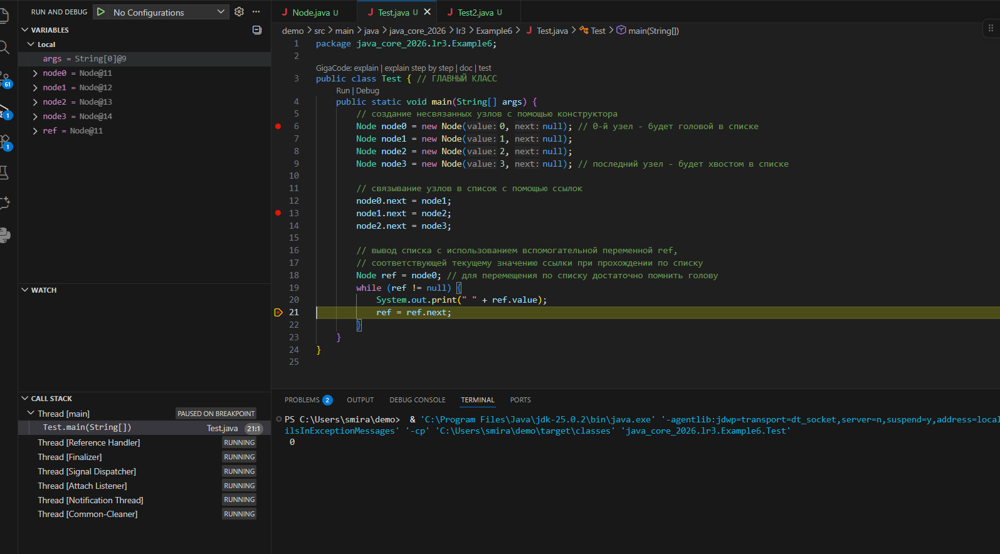 RUN AND DEBUG No Configurations
VARIABLES
Local
args = String[0]@9
node0 = Node@11
node1 = Node@12
node2 = Node@13
node3 = Node@14
ref = Node@11
61
1
1
WATCH
CALL STACK
Thread [main] PAUSED ON BREAKPOINT
Test.main(String[]) Test.java 21:1
Thread [Reference Handler] RUNNING
Thread [Finalizer] RUNNING
Thread [Signal Dispatcher] RUNNING
Thread [Attach Listener] RUNNING
Thread [Notification Thread] RUNNING
Thread [Common-Cleaner] RUNNING
J Node.java U J Test.java U J Test2.java U
demo > src > main > java > java_core_2026 > lr3 > Example6 > J Test.java > Test > main(String[])
1 package java_core_2026.lr3.Example6;
2
GigaCode: explain | explain step by step | doc | test
3 public class Test { // ГЛАВНЫЙ КЛАСС
Run | Debug
4 public static void main(String[] args) {
5 // создание несвязанных узлов с помощью конструктора
6 Node node0 = new Node(value: 0, next: null); // 0-й узел - будет головой в списке
7 Node node1 = new Node(value: 1, next: null);
8 Node node2 = new Node(value: 2, next: null);
9 Node node3 = new Node(value: 3, next: null); // последний узел - будет хвостом в списке
10
11 // связывание узлов в список с помощью ссылок
12 node0.next = node1;
13 node1.next = node2;
14 node2.next = node3;
15
16 // вывод списка с использованием вспомогательной переменной ref,
17 // соответствующей текущему значению ссылки при прохождении по списку
18 Node ref = node0; // для перемещения по списку достаточно помнить голову
19 while (ref != null) {
20 System.out.print(" " + ref.value);
21 ref = ref.next;
22 }
23 }
24 }
25
PROBLEMS 2 OUTPUT DEBUG CONSOLE TERMINAL PORTS
PS C:\Users\smira\demo> & 'C:\Program Files\Java\jdk-25.0.2\bin\java.exe' '-agentlib:jdwp=transport=dt_socket,server=n,suspend=y,address=local
ilsInExceptionMessages' '-cp' 'C:\Users\smira\demo\target\classes' 'java_core_2026.lr3.Example6.Test'
0